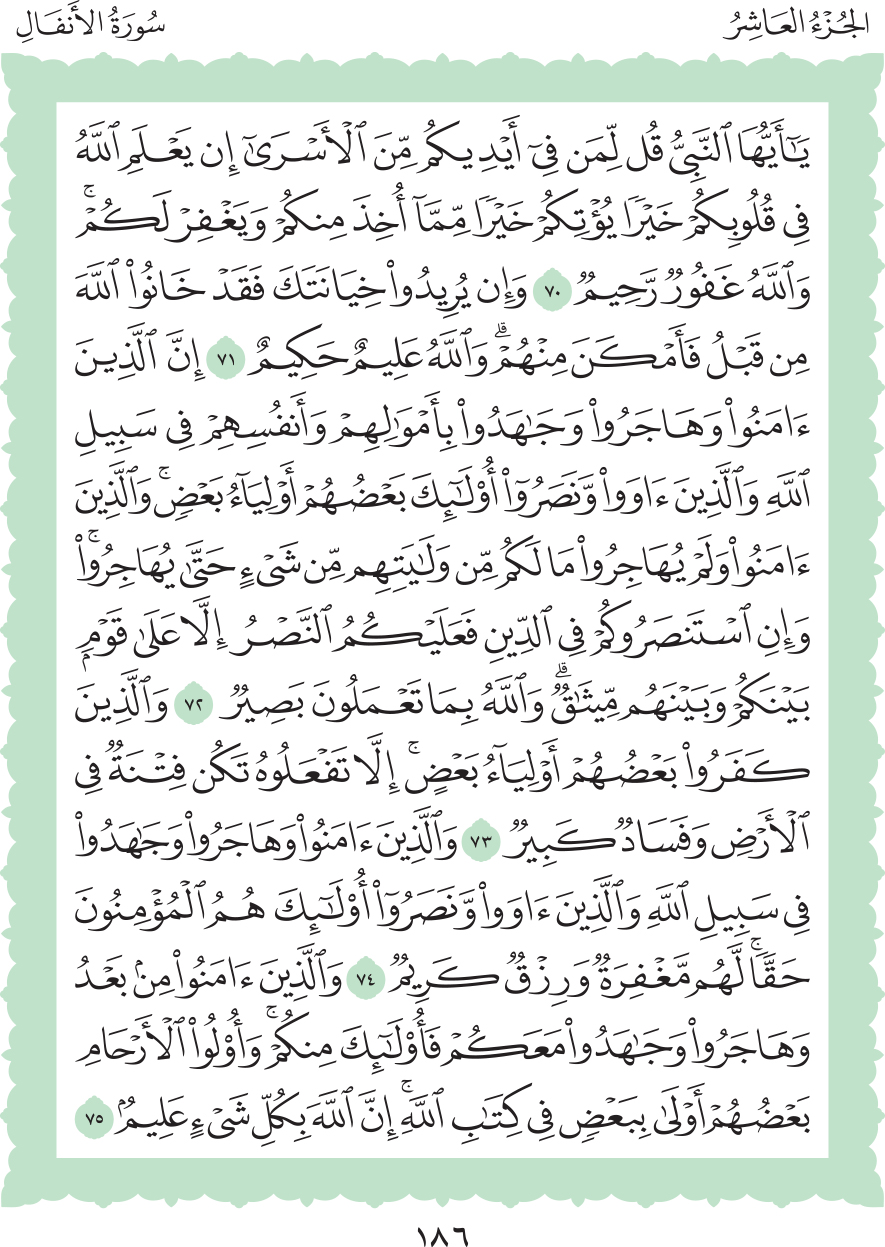 الجُزْءُ العَاشِرُ
سُورَةُ الأَنفَالِ
يَٰٓأَيُّهَا ٱلنَّبِيُّ قُل لِّمَن فِيٓ أَيۡدِيكُم مِّنَ ٱلۡأَسۡرَىٰٓ إِن يَعۡلَمِ ٱللَّهُ
فِي قُلُوبِكُمۡ خَيۡرٗا يُؤۡتِكُمۡ خَيۡرٗا مِّمَّآ أُخِذَ مِنكُمۡ وَيَغۡفِرۡ لَكُمۡۚ
وَٱللَّهُ غَفُورٞ رَّحِيمٞ ٧٠ وَإِن يُرِيدُواْ خِيَانَتَكَ فَقَدۡ خَانُواْ ٱللَّهَ
مِن قَبۡلُ فَأَمۡكَنَ مِنۡهُمۡۗ وَٱللَّهُ عَلِيمٌ حَكِيمٌ ٧١ إِنَّ ٱلَّذِينَ
ءَامَنُواْ وَهَاجَرُواْ وَجَٰهَدُواْ بِأَمۡوَٰلِهِمۡ وَأَنفُسِهِمۡ فِي سَبِيلِ
ٱللَّهِ وَٱلَّذِينَ ءَاوَواْ وَّنَصَرُوٓاْ أُوْلَٰٓئِكَ بَعۡضُهُمۡ أَوۡلِيَآءُ بَعۡضٖۚ وَٱلَّذِينَ
ءَامَنُواْ وَلَمۡ يُهَاجِرُواْ مَا لَكُم مِّن وَلَٰيَتِهِم مِّن شَيۡءٍ حَتَّىٰ يُهَاجِرُواْۚ
وَإِنِ ٱسۡتَنصَرُوكُمۡ فِي ٱلدِّينِ فَعَلَيۡكُمُ ٱلنَّصۡرُ إِلَّا عَلَىٰ قَوۡمِۭ
بَيۡنَكُمۡ وَبَيۡنَهُم مِّيثَٰقٞۗ وَٱللَّهُ بِمَا تَعۡمَلُونَ بَصِيرٞ ٧٢ وَٱلَّذِينَ
كَفَرُواْ بَعۡضُهُمۡ أَوۡلِيَآءُ بَعۡضٍۚ إِلَّا تَفۡعَلُوهُ تَكُن فِتۡنَةٞ فِي
ٱلۡأَرۡضِ وَفَسَادٞ كَبِيرٞ ٧٣ وَٱلَّذِينَ ءَامَنُواْ وَهَاجَرُواْ وَجَٰهَدُواْ
فِي سَبِيلِ ٱللَّهِ وَٱلَّذِينَ ءَاوَواْ وَّنَصَرُوٓاْ أُوْلَٰٓئِكَ هُمُ ٱلۡمُؤۡمِنُونَ
حَقّٗاۚ لَّهُم مَّغۡفِرَةٞ وَرِزۡقٞ كَرِيمٞ ٧٤ وَٱلَّذِينَ ءَامَنُواْ مِنۢ بَعۡدُ
وَهَاجَرُواْ وَجَٰهَدُواْ مَعَكُمۡ فَأُوْلَٰٓئِكَ مِنكُمۡۚ وَأُوْلُواْ ٱلۡأَرۡحَامِ
بَعۡضُهُمۡ أَوۡلَىٰ بِبَعۡضٖ فِي كِتَٰبِ ٱللَّهِۚ إِنَّ ٱللَّهَ بِكُلِّ شَيۡءٍ عَلِيمُۢ ٧٥
١٨٦